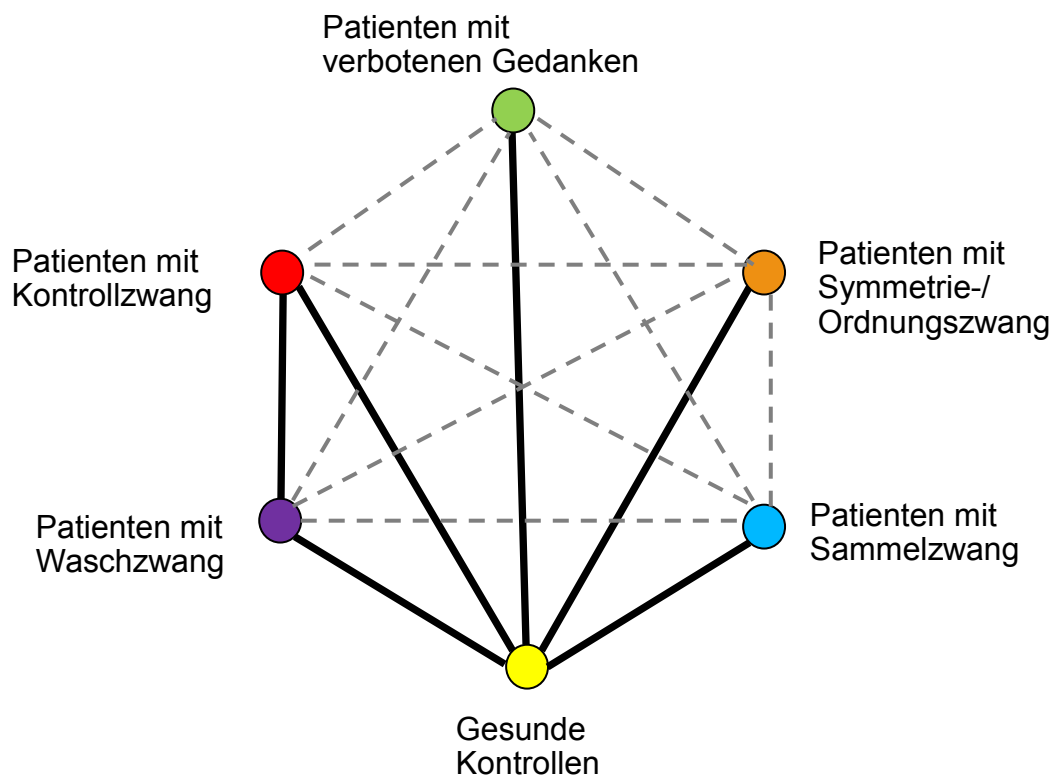 Patienten mit
verbotenen Gedanken
Patienten mit
Kontrollzwang
Patienten mit
Symmetrie-/
Ordnungszwang
Patienten mit
Waschzwang
Patienten mit
Sammelzwang
Gesunde
Kontrollen